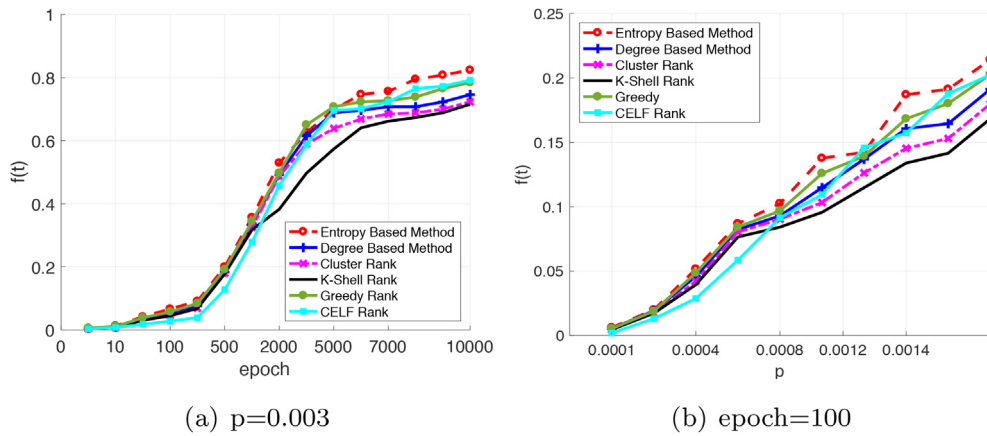 1
0.8
0.6
0.4
0.2
0
f(t)
0 10 100 500 2000 5000 7000 10000
epoch
Entropy Based Method
Degree Based Method
Cluster Rank
K-Shell Rank
Greedy Rank
CELF Rank
(a) p=0.003
0.25
0.2
0.15
0.1
0.05
0
f(t)
0.0001 0.0004 0.0008 0.0012 0.0014
p
Entropy Based Method
Degree Based Method
Cluster Rank
K-Shell Rank
Greedy
CELF Rank
(b) epoch=100